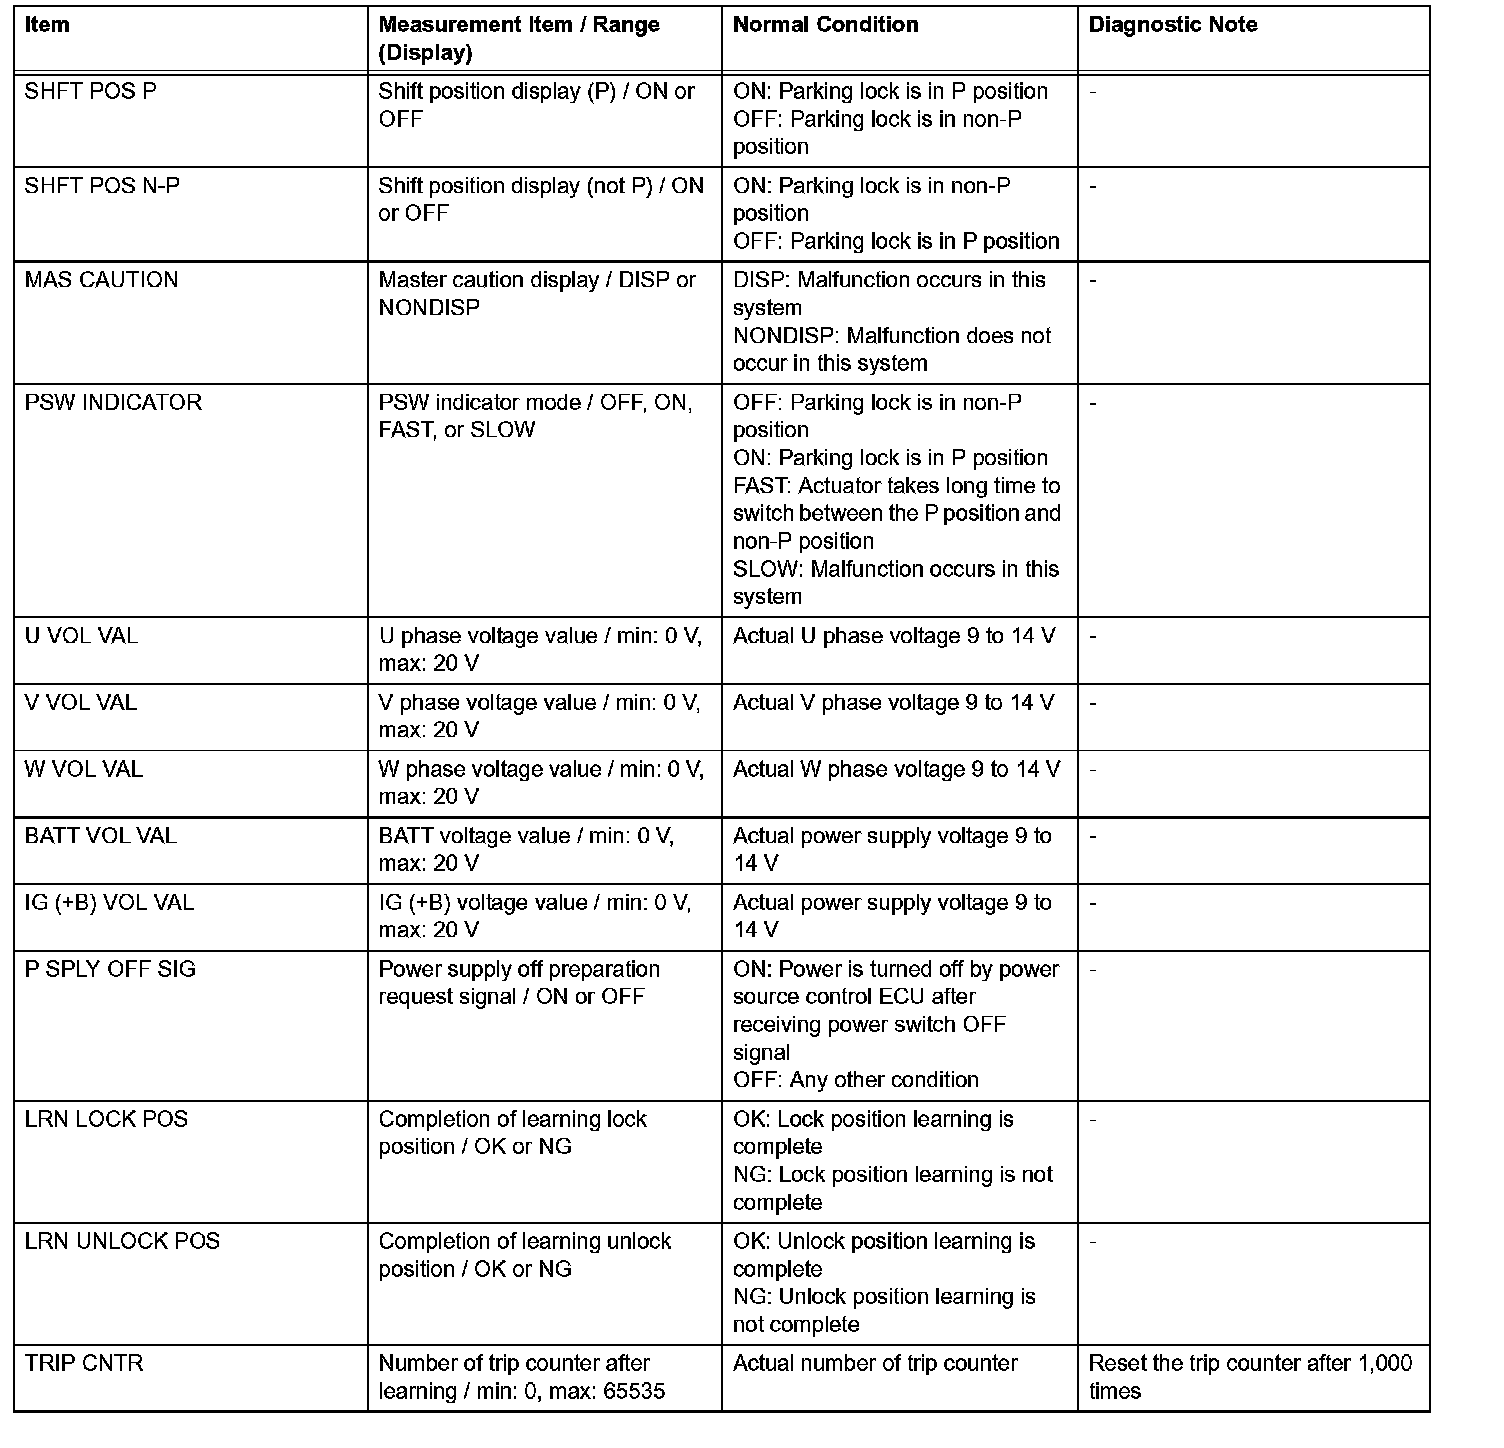 Item
Measurement Item / Range
(Display)
Normal Condition
Diagnostic Note
SHFT POS P
Shift position display (P) / ON or
OFF
ON: Parking lock is in P position
OFF: Parking lock is in non-P
position
-
SHFT POS N-P
Shift position display (not P) / ON
or OFF
ON: Parking lock is in non-P
position
OFF: Parking lock is in P position
-
MAS CAUTION
Master caution display / DISP or
NONDISP
DISP: Malfunction occurs in this
system
NONDISP: Malfunction does not
occur in this system
-
PSW INDICATOR
PSW indicator mode / OFF, ON,
FAST, or SLOW
OFF: Parking lock is in non-P
position
ON: Parking lock is in P position
FAST: Actuator takes long time to
switch between the P position and
non-P position
SLOW: Malfunction occurs in this
system
-
U VOL VAL
U phase voltage value / min: 0 V,
max: 20 V
Actual U phase voltage 9 to 14 V
-
V VOL VAL
V phase voltage value / min: 0 V,
max: 20 V
Actual V phase voltage 9 to 14 V
-
W VOL VAL
W phase voltage value / min: 0 V,
max: 20 V
Actual W phase voltage 9 to 14 V
-
BATT VOL VAL
BATT voltage value / min: 0 V,
max: 20 V
Actual power supply voltage 9 to
14 V
-
IG (+B) VOL VAL
IG (+B) voltage value / min: 0 V,
max: 20 V
Actual power supply voltage 9 to
14 V
-
P SPLY OFF SIG
Power supply off preparation
request signal / ON or OFF
ON: Power is turned off by power
source control ECU after
receiving power switch OFF
signal
OFF: Any other condition
-
LRN LOCK POS
Completion of learning lock
position / OK or NG
OK: Lock position learning is
complete
NG: Lock position learning is not
complete
-
LRN UNLOCK POS
Completion of learning unlock
position / OK or NG
OK: Unlock position learning is
complete
NG: Unlock position learning is
not complete
-
TRIP CNTR
Number of trip counter after
learning / min: 0, max: 65535
Actual number of trip counter
Reset the trip counter after 1,000
times